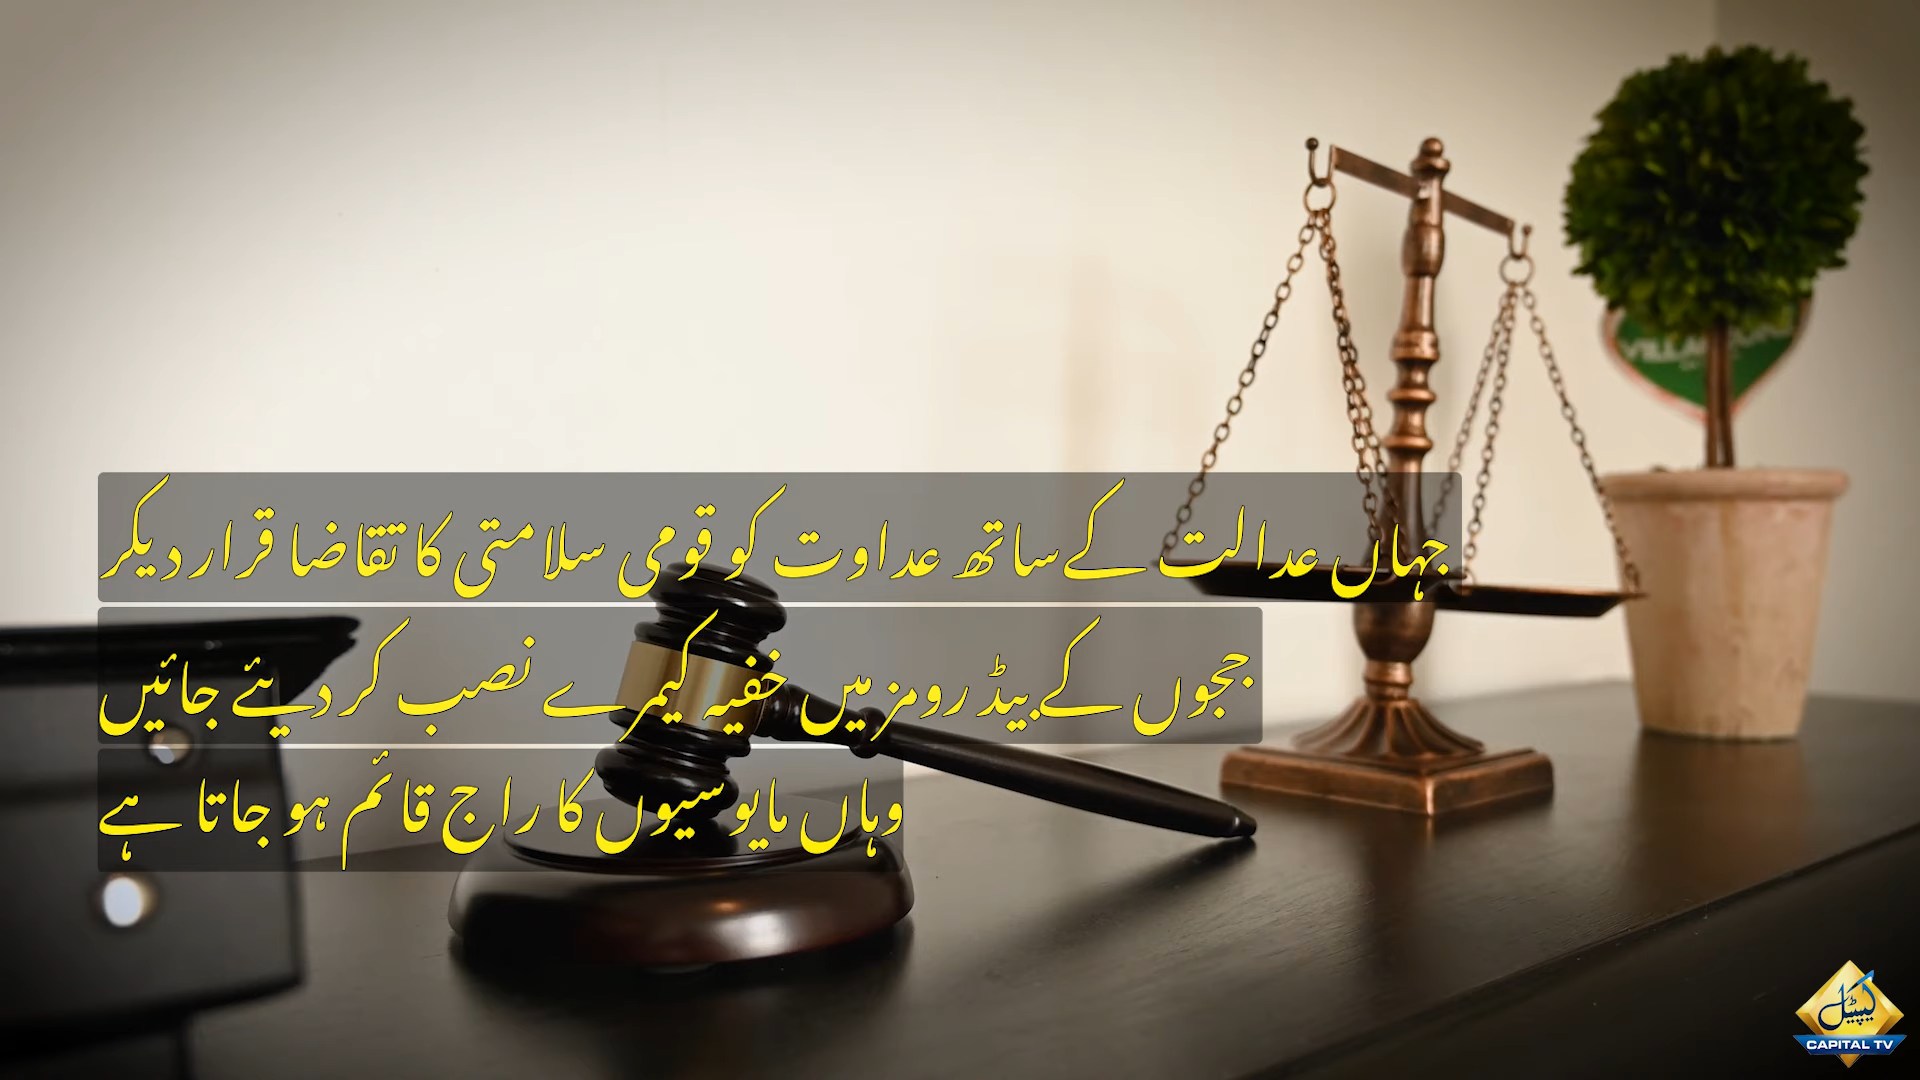 جہاں عدالت کے ساتھ عداوت کو قومی سلامتی کا تقاضا قرار دیکر
ججوں کے بیڈ رومز میں خفیہ کیمرے نصب کر دیئے جائیں
وہاں مایوسیوں کا راج قائم ہو جاتا ہے
کیپیٹل
CAPITAL TV